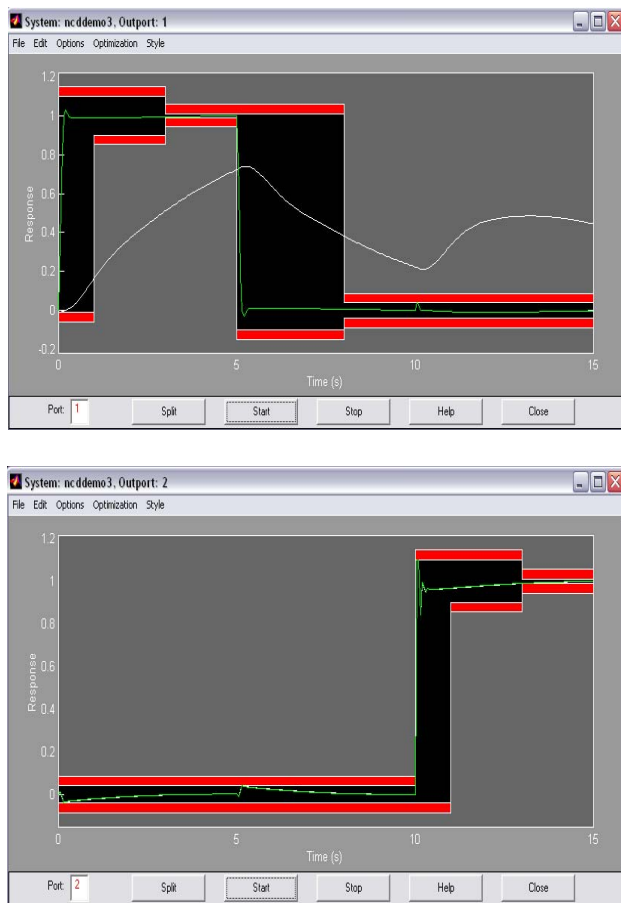 System: ncddemo3, Outport: 1
File Edit Options Optimization Style
1.2
1
0.8
0.6
0.4
0.2
0
-0.2
Response
0 5 10 15
Time (s)
Port: 1 Split Start Stop Help Close
System: ncddemo3, Outport: 2
File Edit Options Optimization Style
1.2
1
0.8
0.6
0.4
0.2
0
Response
0 5 10 15
Time (s)
Port: 2 Split Start Stop Help Close